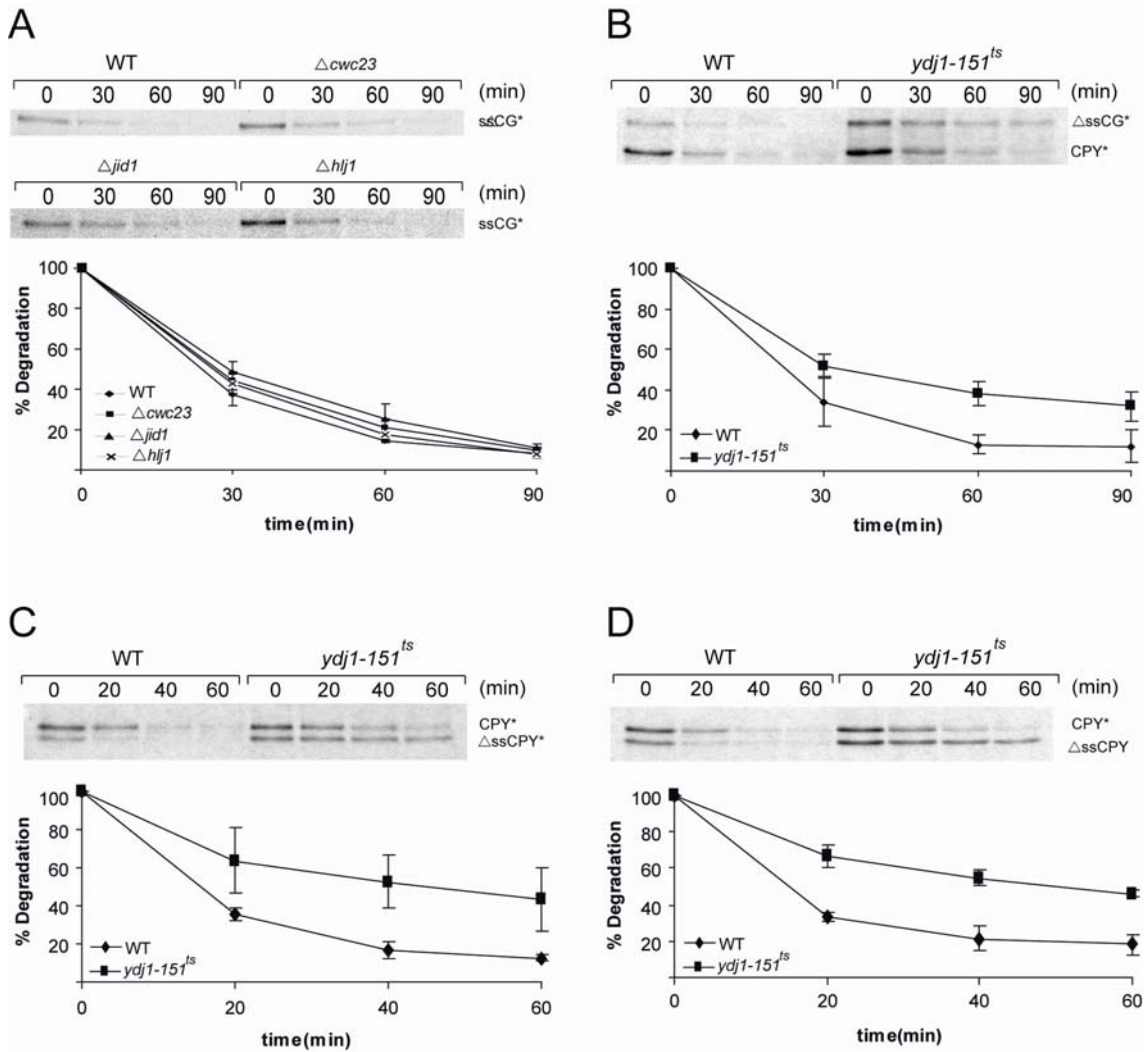 A
WT △cwc23
0 30 60 90 0 30 60 90 (min)
ssCG*
△jid1 △hlj1
0 30 60 90 0 30 60 90 (min)
ssCG*
100
80
60
40
20
% Degradation
WT
△cwc23
△jid1
△hlj1
0 30 60 90
time(min)
B
WT ydj1-151ts
0 30 60 90 0 30 60 90 (min)
△ssCG*
CPY*
100
80
60
40
20
% Degradation
WT
ydj1-151ts
0 30 60 90
time(min)
C
WT ydj1-151ts
0 20 40 60 0 20 40 60 (min)
CPY*
△ssCPY*
100
80
60
40
20
% Degradation
WT
ydj1-151ts
0 20 40 60
time(min)
D
WT ydj1-151ts
0 20 40 60 0 20 40 60 (min)
CPY*
△ssCPY
100
80
60
40
20
% Degradation
WT
ydj1-151ts
0 20 40 60
time(min)